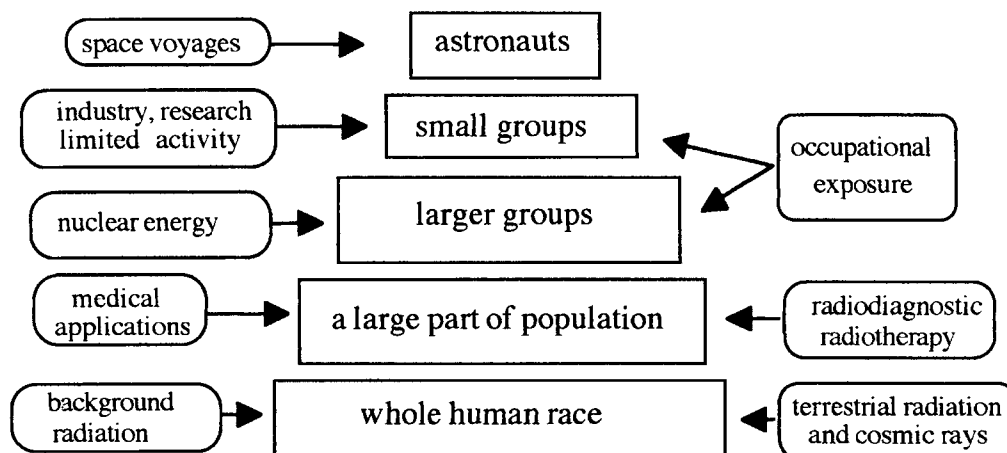 space voyages
astronauts
industry, research
limited activity
small groups
occupational
exposure
nuclear energy
larger groups
medical
applications
a large part of population
radiodiagnostic
radiotherapy
background
radiation
whole human race
terrestrial radiation
and cosmic rays